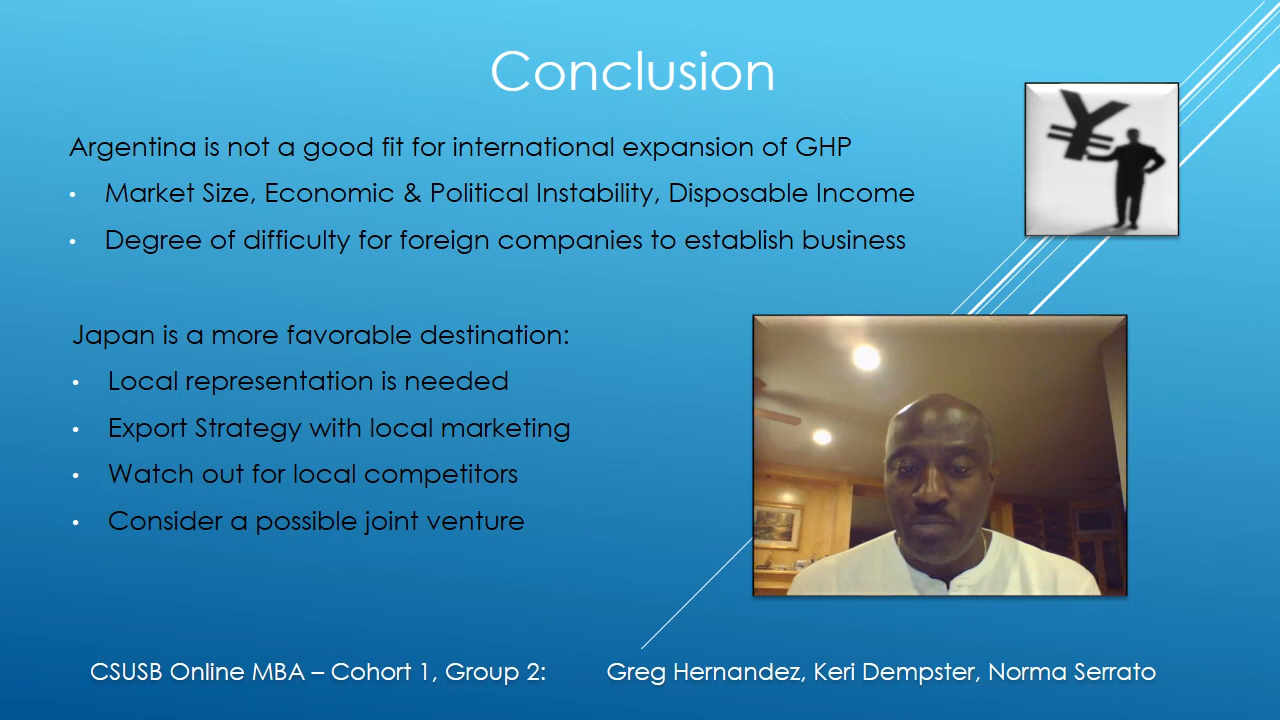 Conclusion
Argentina is not a good fit for international expansion of GHP
• Market Size, Economic & Political Instability, Disposable Income
• Degree of difficulty for foreign companies to establish business
¥
Japan is a more favorable destination:
• Local representation is needed
• Export Strategy with local marketing
• Watch out for local competitors
• Consider a possible joint venture
CSUSB Online MBA – Cohort 1, Group 2: Greg Hernandez, Keri Dempster, Norma Serrato